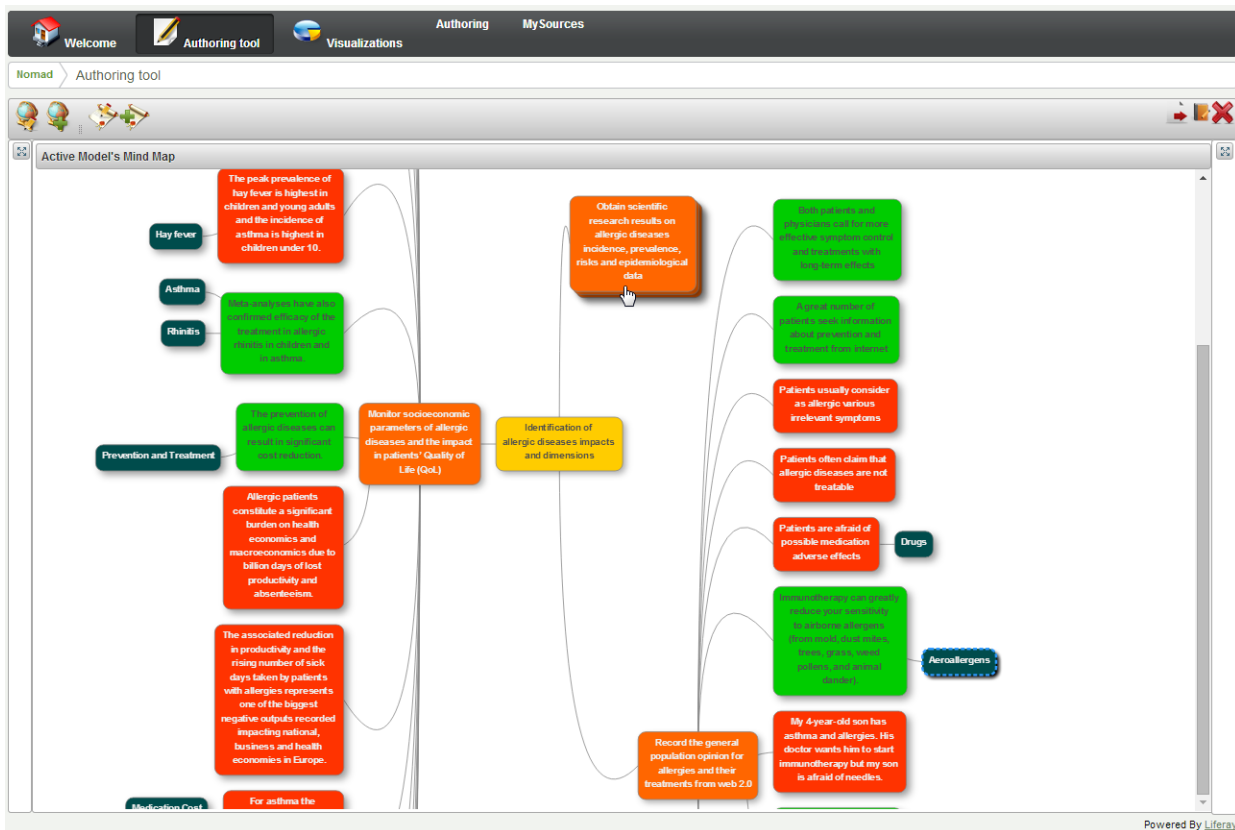 Welcome
Authoring tool
Visualizations
Authoring
MySources
Nomad
Authoring tool
Active Model's Mind Map
The peak prevalence of
hay fever is highest in
children and young adults
and the incidence of
asthma is highest in
children under 10.
Hay fever
Asthma
Rhinitis
Meta-analyses have also
confirmed efficacy of the
treatment in allergic
rhinitis in children and
in asthma.
The prevention of
allergic diseases can
result in significant
cost reduction.
Prevention and Treatment
Allergic patients
constitute a significant
burden on health
economics and
macroeconomics due to
billion days of lost
productivity and
absenteeism.
The associated reduction
in productivity and the
rising number of sick
days taken by patients
with allergies represents
one of the biggest
negative outputs recorded
impacting national,
business and health
economies in Europe.
Medication Cost
For asthma the
Monitor socioeconomic
parameters of allergic
diseases and the impact
in patients' Quality of
Life (QoL)
Identification of
allergic diseases impacts
and dimensions
Obtain scientific
research results on
allergic diseases
incidence, prevalence,
risks and epidemiological
data
Both patients and
physicians call for more
effective symptom control
and treatments with
long-term effects
A great number of
patients seek information
about prevention and
treatment from internet
Patients usually consider
as allergic various
irrelevant symptoms
Patients often claim that
allergic diseases are not
treatable
Patients are afraid of
possible medication
adverse effects
Drugs
Immunotherapy can greatly
reduce your sensitivity
to airborne allergens
(from mold, dust mites,
trees, grass, weed
pollens, and animal
dander).
Aeroallergens
Record the general
population opinion for
allergies and their
treatments from web 2.0
My 4-year-old son has
asthma and allergies. His
doctor wants him to start
immunotherapy but my son
is afraid of needles.
Powered By Liferay